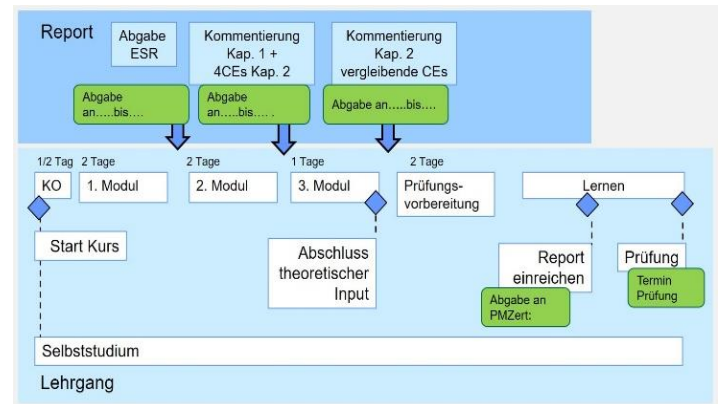 Report
Abgabe
ESR
Kommentierung
Kap. 1 +
4CEs Kap. 2
Kommentierung
Kap. 2
vergleibende CEs
Abgabe
an.....bis....
Abgabe
an.....bis.... .
Abgabe an.....bis....
1/2 Tag
2 Tage
2 Tage
1 Tage
2 Tage
KO
1. Modul
2. Modul
3. Modul
Prüfungs-
vorbereitung
Lernen
Start Kurs
Abschluss
theoretischer
Input
Report
einreichen
Prüfung
Abgabe an
PMZert:
Termin
Prüfung
Selbststudium
Lehrgang